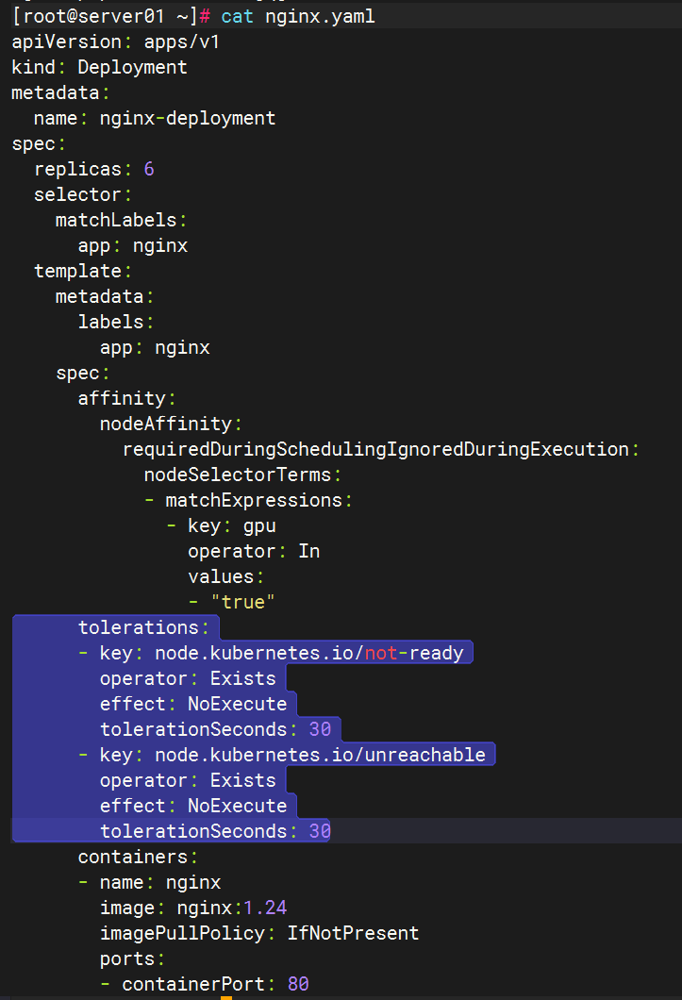 [root@server01 ~]# cat nginx.yaml
apiVersion: apps/v1
kind: Deployment
metadata:
  name: nginx-deployment
spec:
  replicas: 6
  selector:
    matchLabels:
      app: nginx
  template:
    metadata:
      labels:
        app: nginx
    spec:
      affinity:
        nodeAffinity:
          requiredDuringSchedulingIgnoredDuringExecution:
            nodeSelectorTerms:
            - matchExpressions:
              - key: gpu
                operator: In
                values:
                - "true"
      tolerations:
      - key: node.kubernetes.io/not-ready
        operator: Exists
        effect: NoExecute
        tolerationSeconds: 30
      - key: node.kubernetes.io/unreachable
        operator: Exists
        effect: NoExecute
        tolerationSeconds: 30
      containers:
      - name: nginx
        image: nginx:1.24
        imagePullPolicy: IfNotPresent
        ports:
        - containerPort: 80